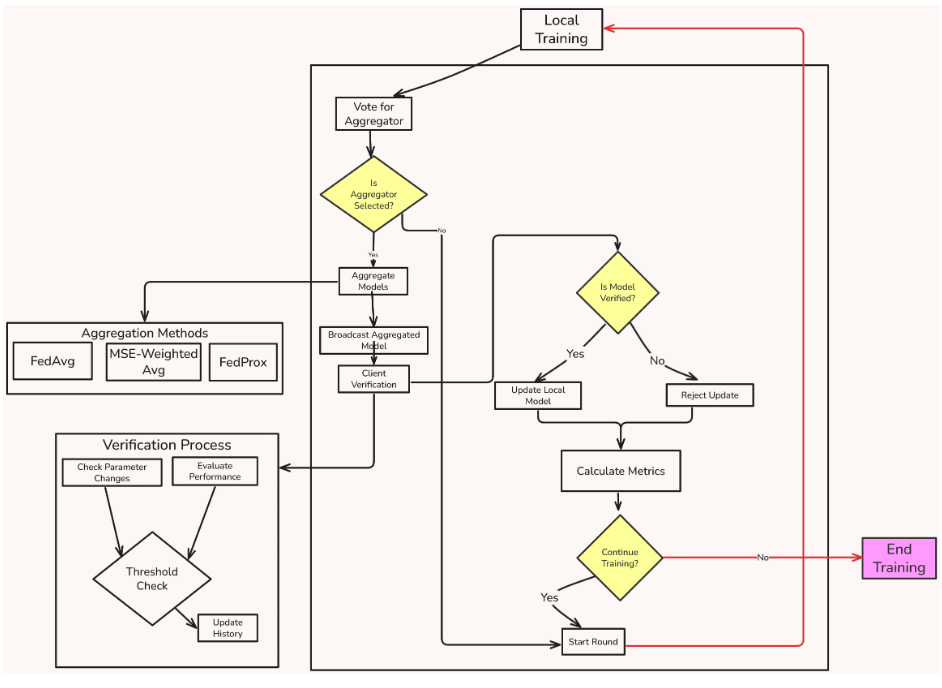 Local
Training
Vote for
Aggregator
Is
Aggregator
Selected?
No
Yes
Aggregate
Models
Broadcast Aggregated
Model
Client
Verification
Aggregation Methods
FedAvg
MSE-Weighted
Avg
FedProx
Verification Process
Check Parameter
Changes
Evaluate
Performance
Threshold
Check
Update
History
Is Model
Verified?
Yes
No
Update Local
Model
Reject Update
Calculate Metrics
Continue
Training?
No
End
Training
Yes
Start Round